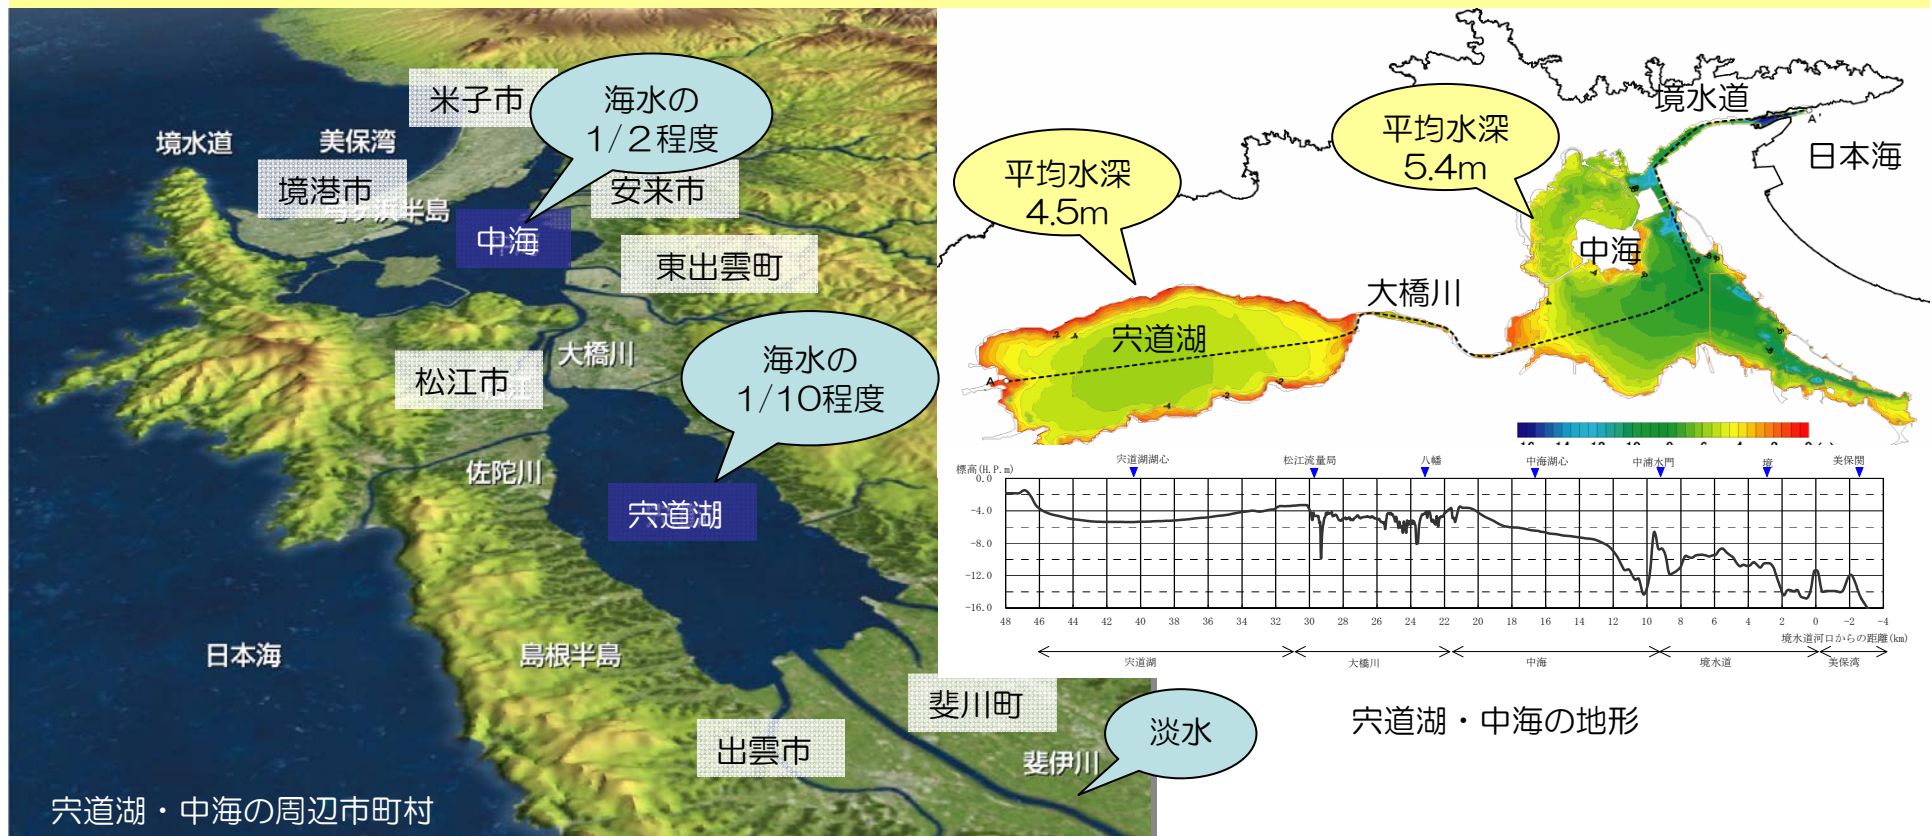 米子市
海水の
1/2程度
境水道
美保湾
境港市
安来市
弓ヶ浜半島
中海
東出雲町
大橋川
海水の
1/10程度
松江市
佐陀川
宍道湖
日本海
島根半島
斐川町
淡水
出雲市
斐伊川
宍道湖・中海の周辺市町村
境水道
A'
平均水深
5.4m
日本海
平均水深
4.5m
中海
大橋川
宍道湖
A
-2
-4
-2
-2
-4
標高(H.P.m)
宍道湖湖心
松江流量局
八幡
中海湖心
中浦水門
境
美保関
0.0
-4.0
-8.0
-12.0
-16.0
48 46 44 42 40 38 36 34 32 30 28 26 24 22 20 18 16 14 12 10 8 6 4 2 0 -2 -4
境水道河口からの距離(km)
宍道湖 大橋川 中海 境水道 美保湾
宍道湖・中海の地形